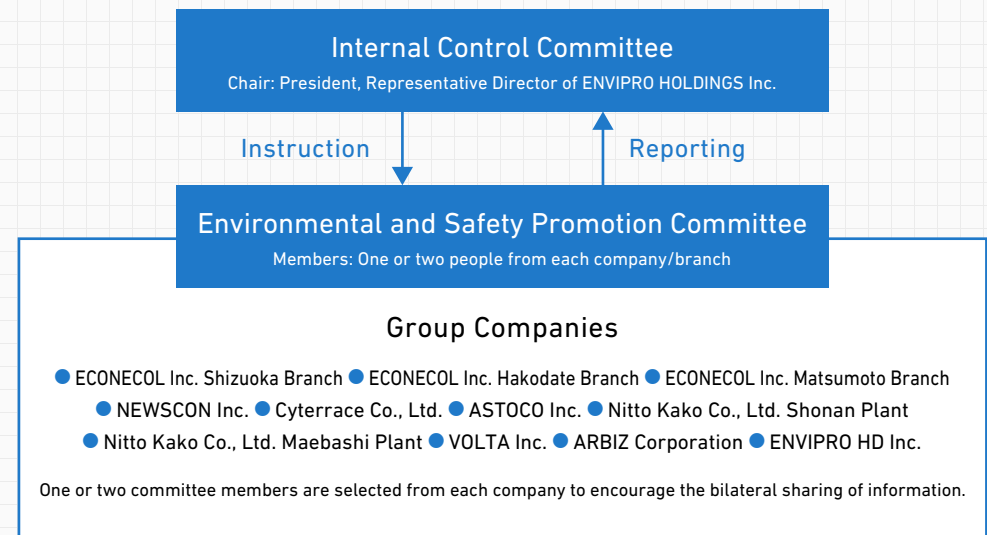 Internal Control Committee
Chair: President, Representative Director of ENVIPRO HOLDINGS Inc.
Instruction
Reporting
Environmental and Safety Promotion Committee
Members: One or two people from each company/branch
Group Companies
● ECONECOL Inc. Shizuoka Branch ● ECONECOL Inc. Hakodate Branch ● ECONECOL Inc. Matsumoto Branch
● NEWSCON Inc. ● Cyterrace Co., Ltd. ● ASTOCO Inc. ● Nitto Kako Co., Ltd. Shonan Plant
● Nitto Kako Co., Ltd. Maebashi Plant ● VOLTA Inc. ● ARBIZ Corporation ● ENVIPRO HD Inc.
One or two committee members are selected from each company to encourage the bilateral sharing of information.